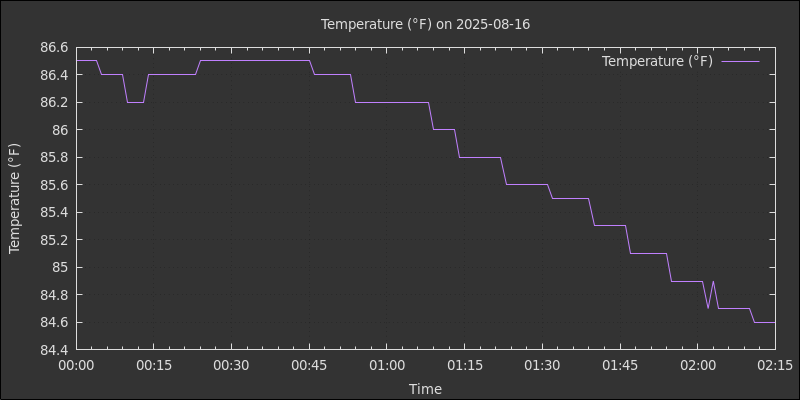 Temperature (°F) on 2025-08-16
Temperature (°F)
86.6
86.4
86.2
86
85.8
85.6
85.4
85.2
85
84.8
84.6
84.4
Temperature (°F)
00:00 00:15 00:30 00:45 01:00 01:15 01:30 01:45 02:00 02:15
Time